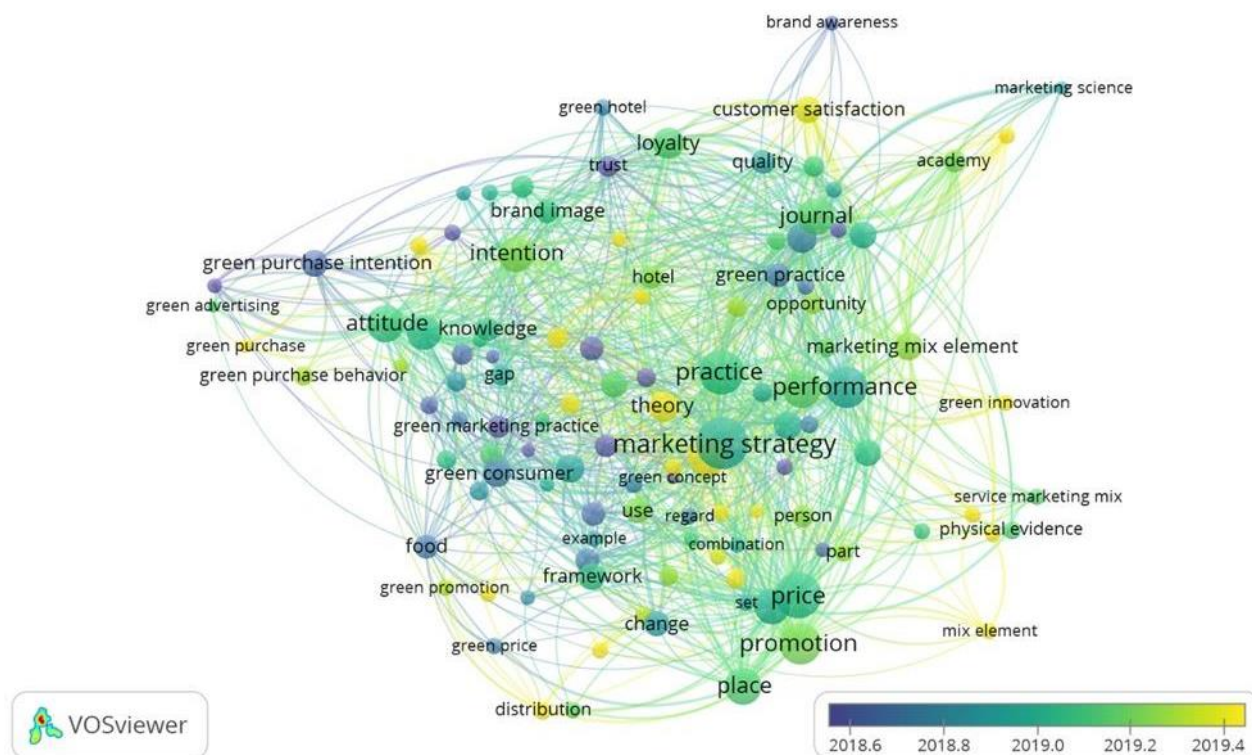 brand awareness
marketing science
green hotel
customer satisfaction
loyalty
trust
quality
academy
brand image
journal
intention
green purchase intention
hotel
green practice
green advertising
opportunity
attitude
knowledge
green purchase
marketing mix element
green purchase behavior
gap
practice
performance
theory
green innovation
green marketing practice
marketing strategy
green consumer
green concept
service marketing mix
use
regard
person
physical evidence
food
example
combination
part
framework
green promotion
price
set
change
mix element
green price
promotion
place
distribution
VOSviewer
2018.6 2018.8 2019.0 2019.2 2019.4